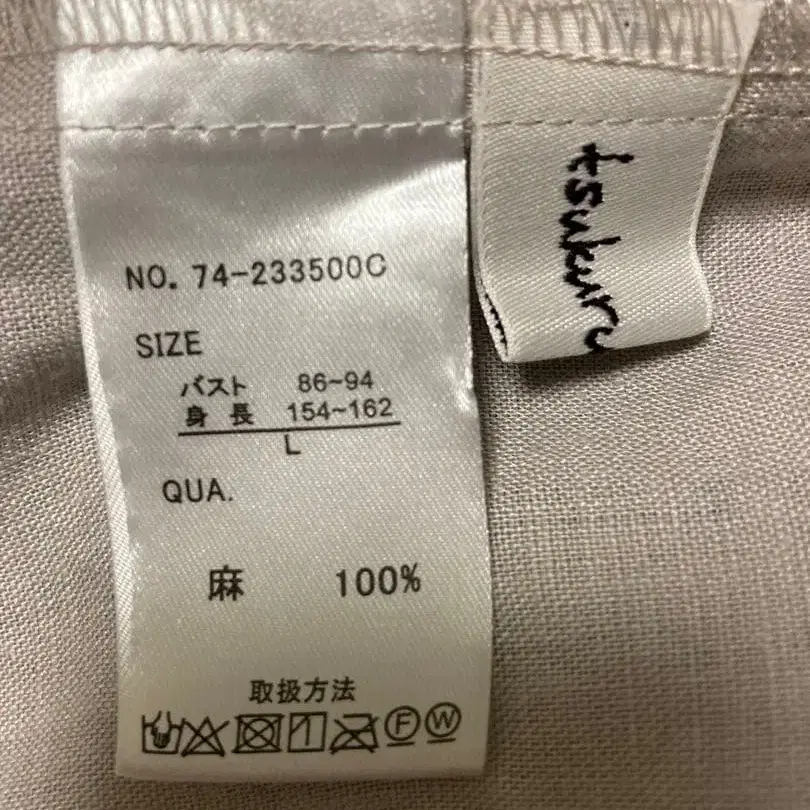 NO. 74-233500C
SIZE
バスト 86~94
身長 154~162
L
QUA.
麻 100%
取扱方法
F W
tsukuru